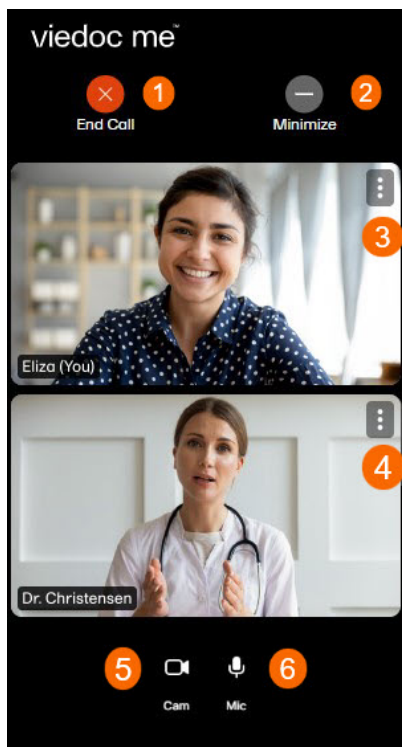 viedoc me™
1
2
End Call
Minimize
3
Eliza (You)
4
Dr. Christensen
5
6
Cam
Mic